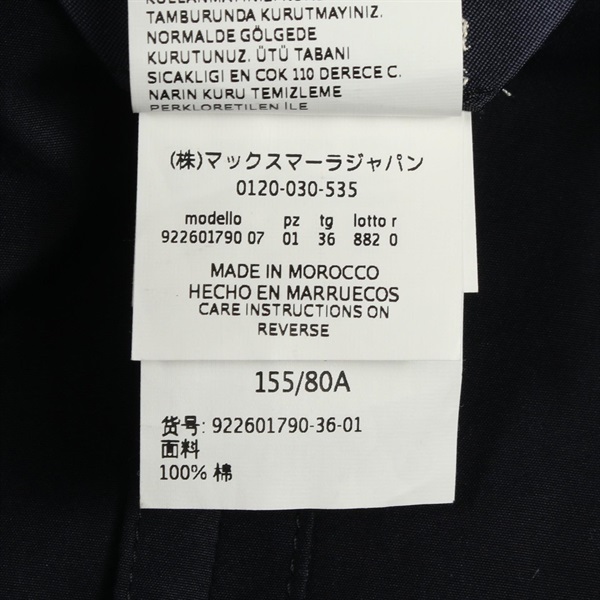 TAMBURUNDA KURUTMAYINIZ.
NORMALDE GÖLGEDE
KURUTUNUZ. ÜTÜ TABANI
SICAKLIGI EN COK 110 DERECE C.
NARIN KURU TEMIZLEME
PERKLORETILEN ILE
(株)マックスマーラジャパン
0120-030-535
modello pz tg lotto r
922601790 07 01 36 882 0
MADE IN MOROCCO
HECHO EN MARRUECOS
CARE INSTRUCTIONS ON
REVERSE
155/80A
货号: 922601790-36-01
面料
100% 棉